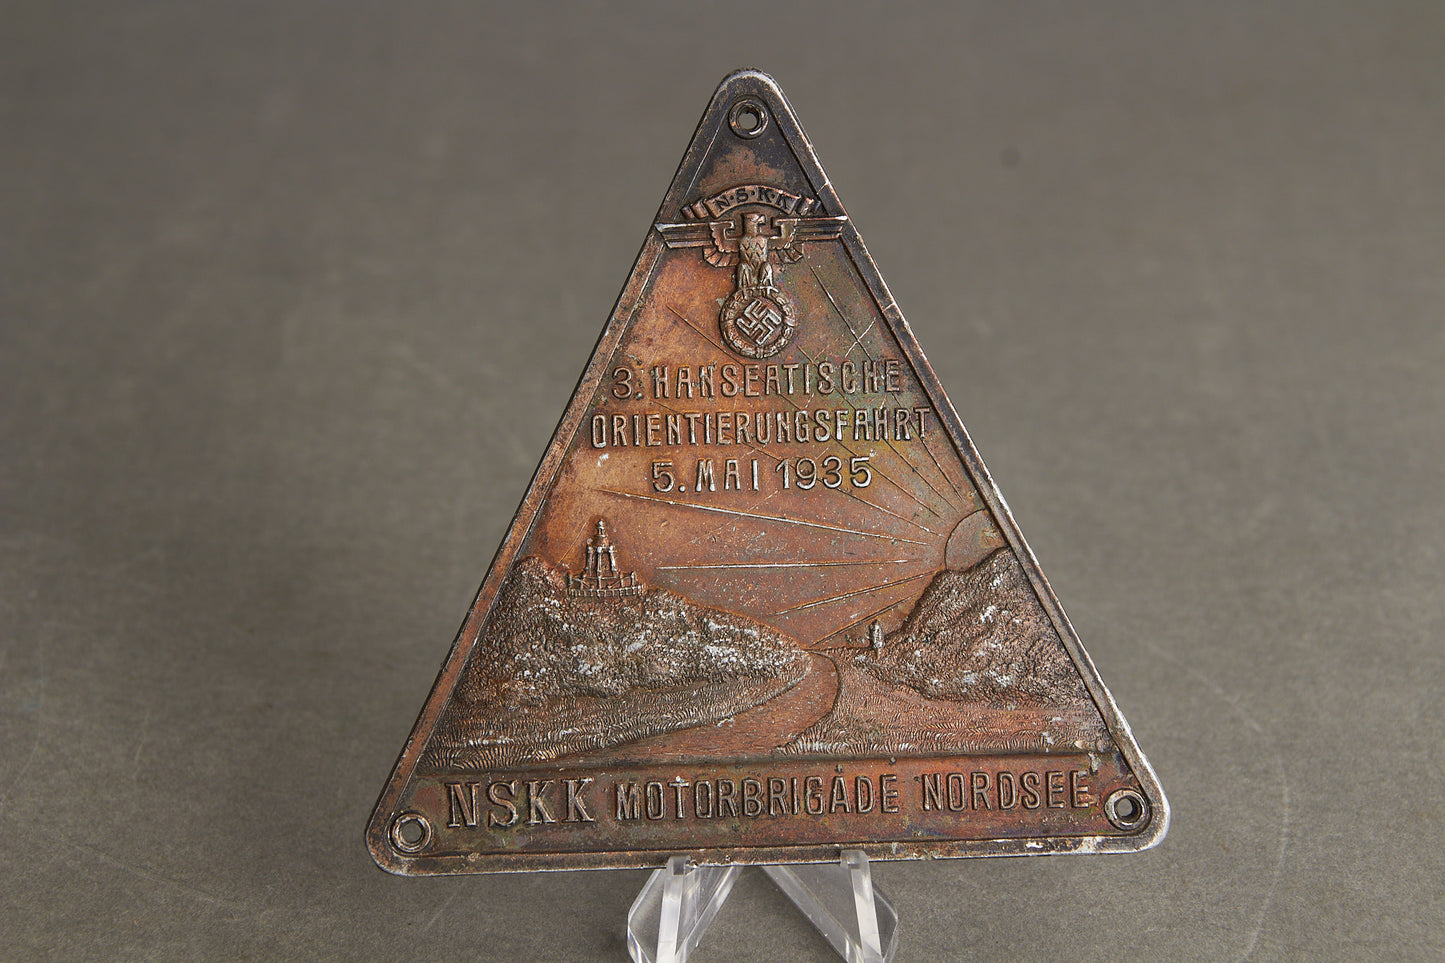 N·S·K·K
3. HANSEATISCHE
ORIENTIERUNGSFAHRT
5. MAI 1935
NSKK MOTORBRIGADE NORDSEE